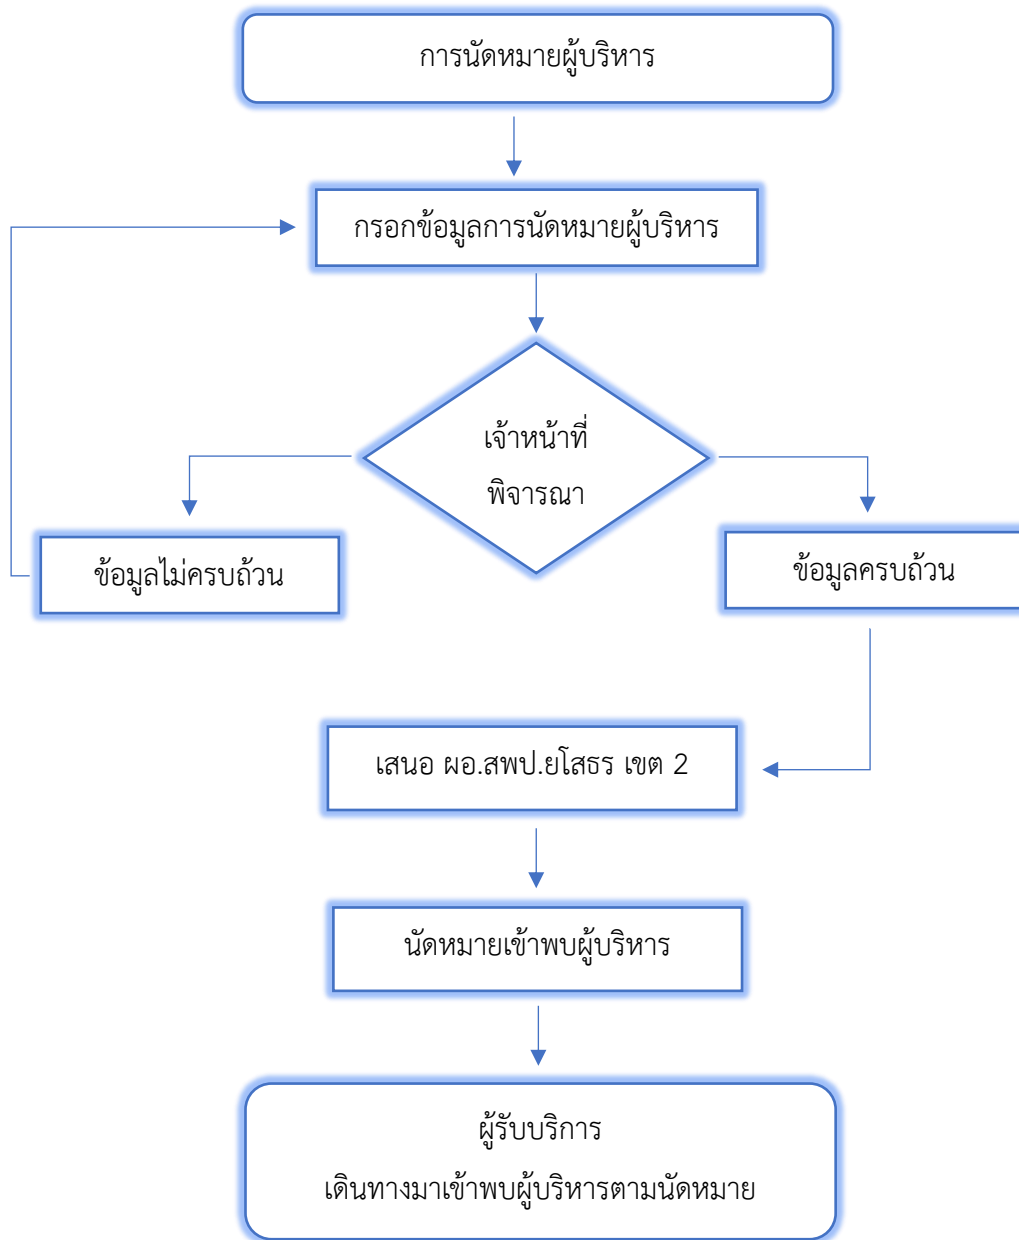 การนัดหมายผู้บริหาร
กรอกข้อมูลการนัดหมายผู้บริหาร
เจ้าหน้าที่
พิจารณา
ข้อมูลไม่ครบถ้วน
ข้อมูลครบถ้วน
เสนอ ผอ.สพป.ยโสธร เขต 2
นัดหมายเข้าพบผู้บริหาร
ผู้รับบริการ
เดินทางมาเข้าพบผู้บริหารตามนัดหมาย